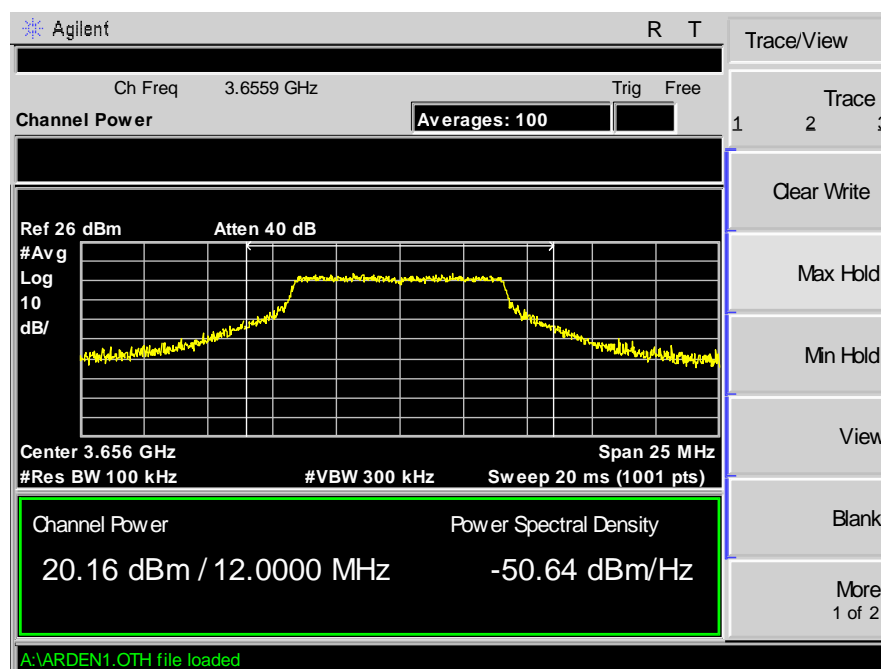 Agilent R T
Trace/View
Ch Freq 3.6559 GHz Trig Free
Channel Power Averages: 100
Trace
1 2
Clear Write
Ref 26 dBm Atten 40 dB
#Avg
Log
10
dB/
Max Hold
Min Hold
View
Center 3.656 GHz Span 25 MHz
#Res BW 100 kHz #VBW 300 kHz Sweep 20 ms (1001 pts)
Channel Power Power Spectral Density
20.16 dBm / 12.0000 MHz -50.64 dBm/Hz
Blank
More
1 of 2
A:\ARDEN1.OTH file loaded